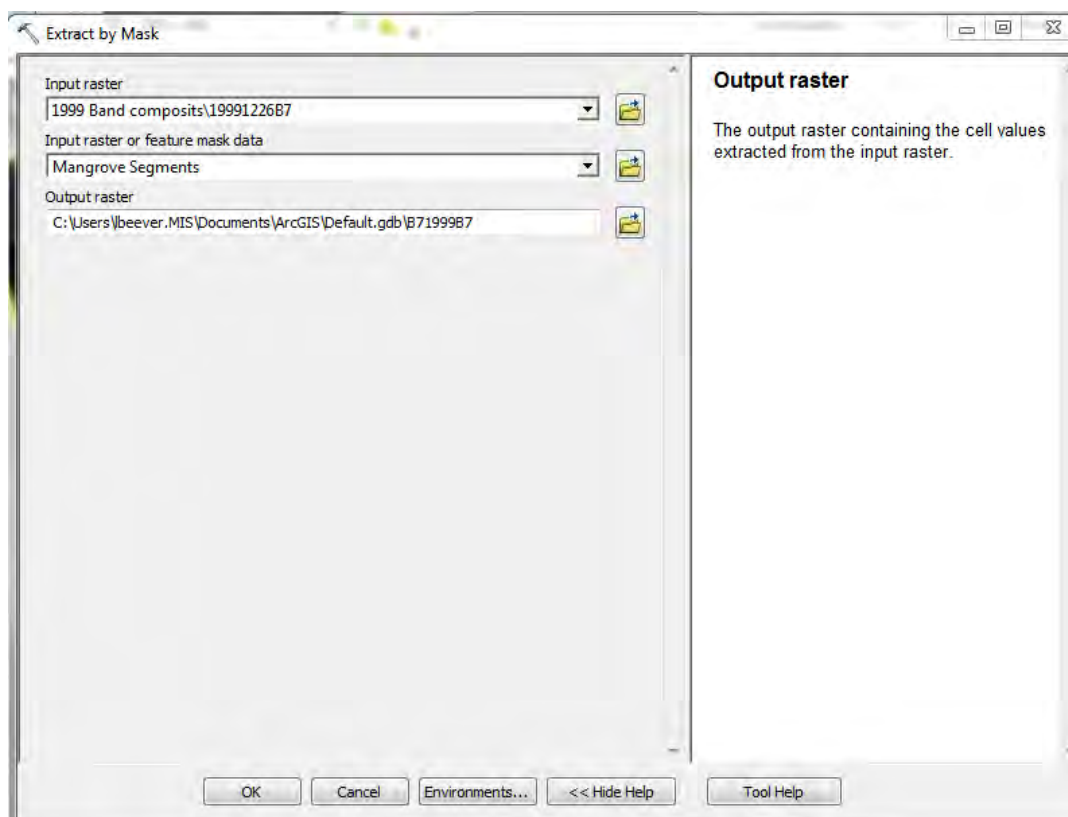 Extract by Mask
Input raster
1999 Band composits\19991226B7
Input raster or feature mask data
Mangrove Segments
Output raster
C:\Users\lbeever.MIS\Documents\ArcGIS\Default.gdb\B71999B7
Output raster
The output raster containing the cell values
extracted from the input raster.
OK
Cancel
Environments...
<< Hide Help
Tool Help